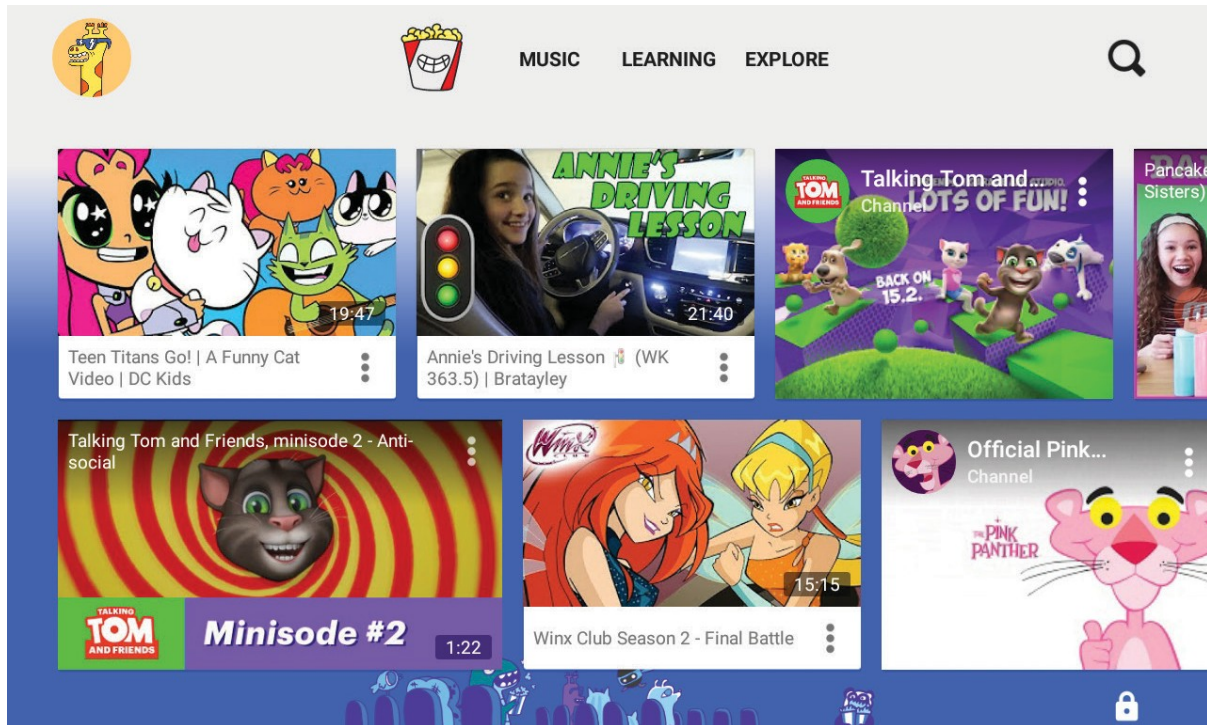 MUSIC
LEARNING
EXPLORE
19:47
Teen Titans Go! | A Funny Cat
Video | DC Kids
ANNIE'S
DRIVING
LESSON
21:40
Annie's Driving Lesson 🚦 (WK
363.5) | Bratayley
TALKING
TOM
AND FRIENDS
Talking Tom and...
Channel
STUDIO,
LOTS OF FUN!
BACK ON
15.2.
Pancake
Sisters)
Talking Tom and Friends, minisode 2 - Anti-
social
TALKING
TOM
AND FRIENDS
Minisode #2
1:22
Winx
CLUB
15:15
Winx Club Season 2 - Final Battle
Official Pink...
Channel
THE PINK
PANTHER